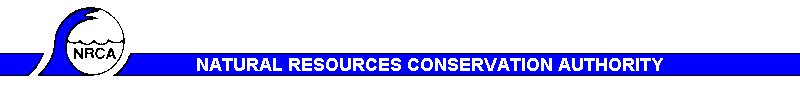 NRCA
NATURAL RESOURCES CONSERVATION AUTHORITY